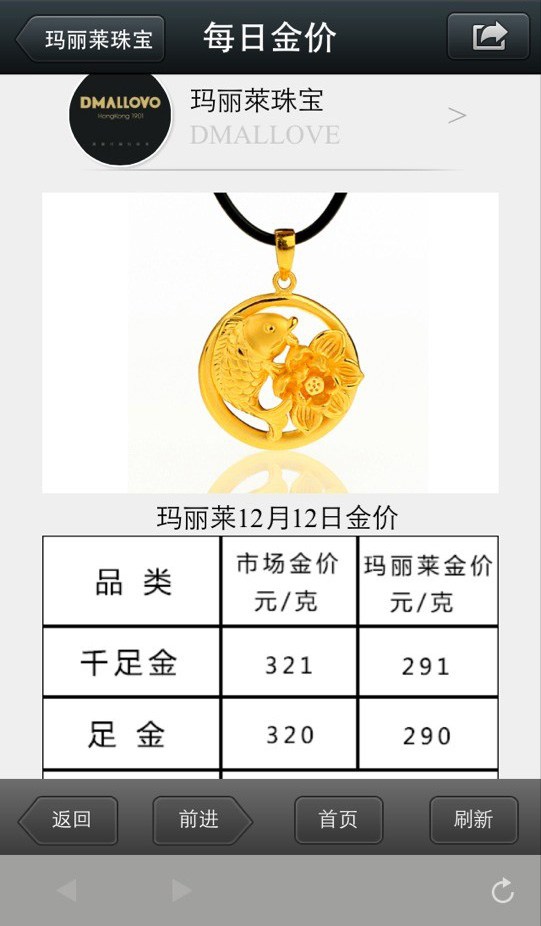 玛丽莱珠宝
每日金价
DMALLOVO
HongKong 1901
玛丽莱珠宝
DMALLOVE
>
玛丽莱12月12日金价
品 类 市场金价 元/克 玛丽莱金价 元/克
千足金 321 291
足 金 320 290
返回 前进 首页 刷新